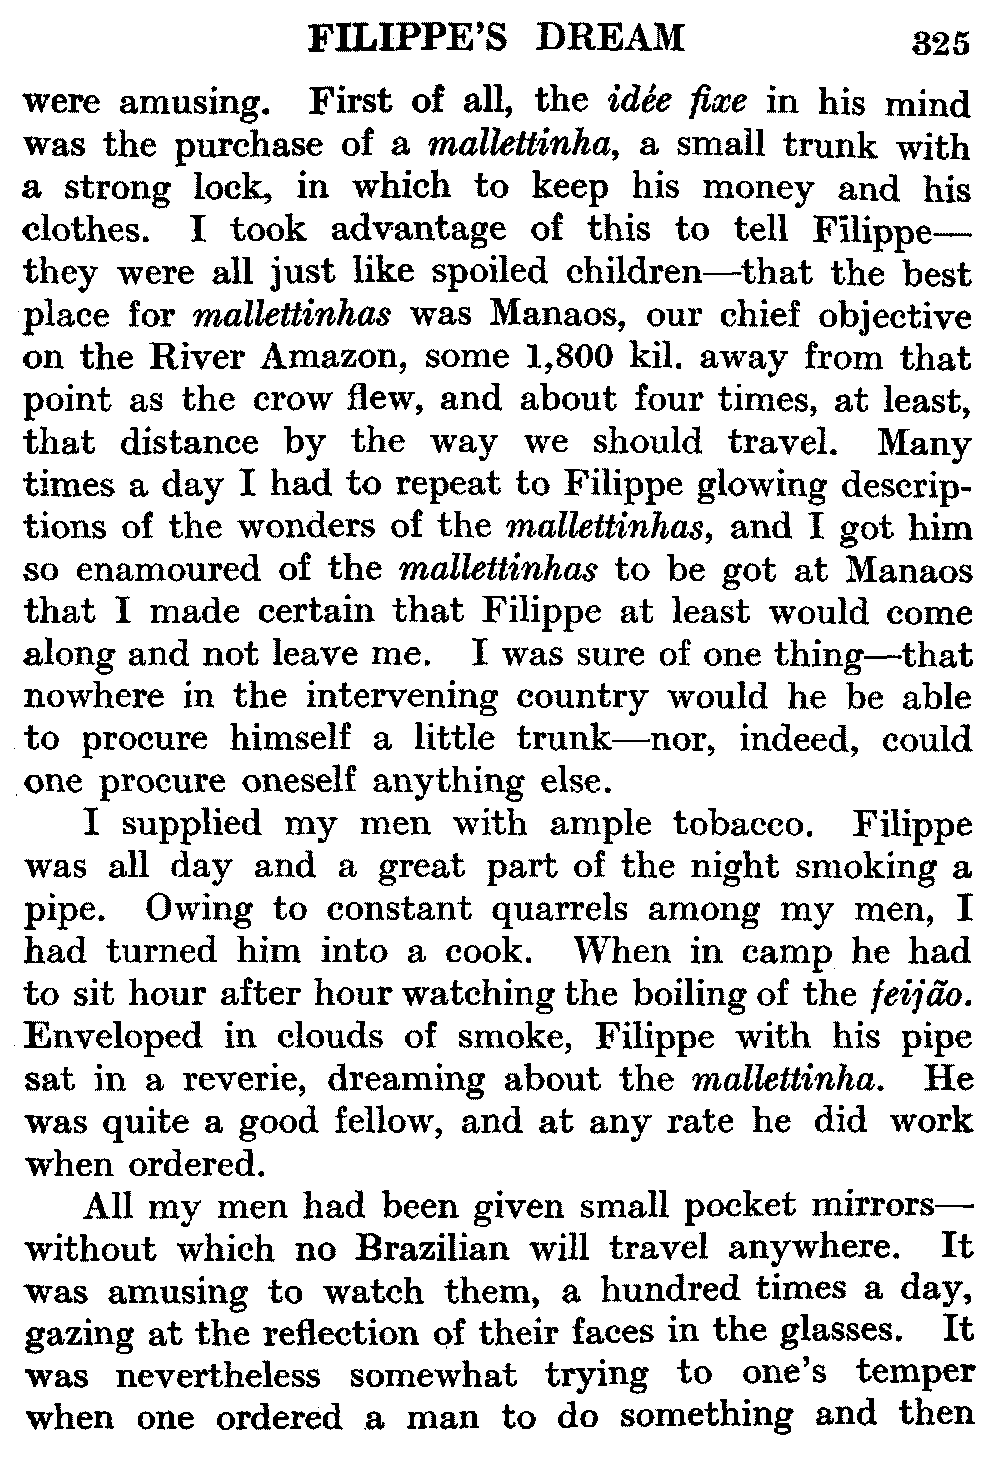 FILIPPE'S DREAM 325
were amusing. First of all, the idée fixe in his mind
was the purchase of a mallettinha, a small trunk with
a strong lock, in which to keep his money and his
clothes. I took advantage of this to tell Filippe—
they were all just like spoiled children—that the best
place for mallettinhas was Manaos, our chief objective
on the River Amazon, some 1,800 kil. away from that
point as the crow flew, and about four times, at least,
that distance by the way we should travel. Many
times a day I had to repeat to Filippe glowing descrip-
tions of the wonders of the mallettinhas, and I got him
so enamoured of the mallettinhas to be got at Manaos
that I made certain that Filippe at least would come
along and not leave me. I was sure of one thing—that
nowhere in the intervening country would he be able
to procure himself a little trunk—nor, indeed, could
one procure oneself anything else.
I supplied my men with ample tobacco. Filippe
was all day and a great part of the night smoking a
pipe. Owing to constant quarrels among my men, I
had turned him into a cook. When in camp he had
to sit hour after hour watching the boiling of the feijão.
Enveloped in clouds of smoke, Filippe with his pipe
sat in a reverie, dreaming about the mallettinha. He
was quite a good fellow, and at any rate he did work
when ordered.
All my men had been given small pocket mirrors—
without which no Brazilian will travel anywhere. It
was amusing to watch them, a hundred times a day,
gazing at the reflection of their faces in the glasses. It
was nevertheless somewhat trying to one's temper
when one ordered a man to do something and then